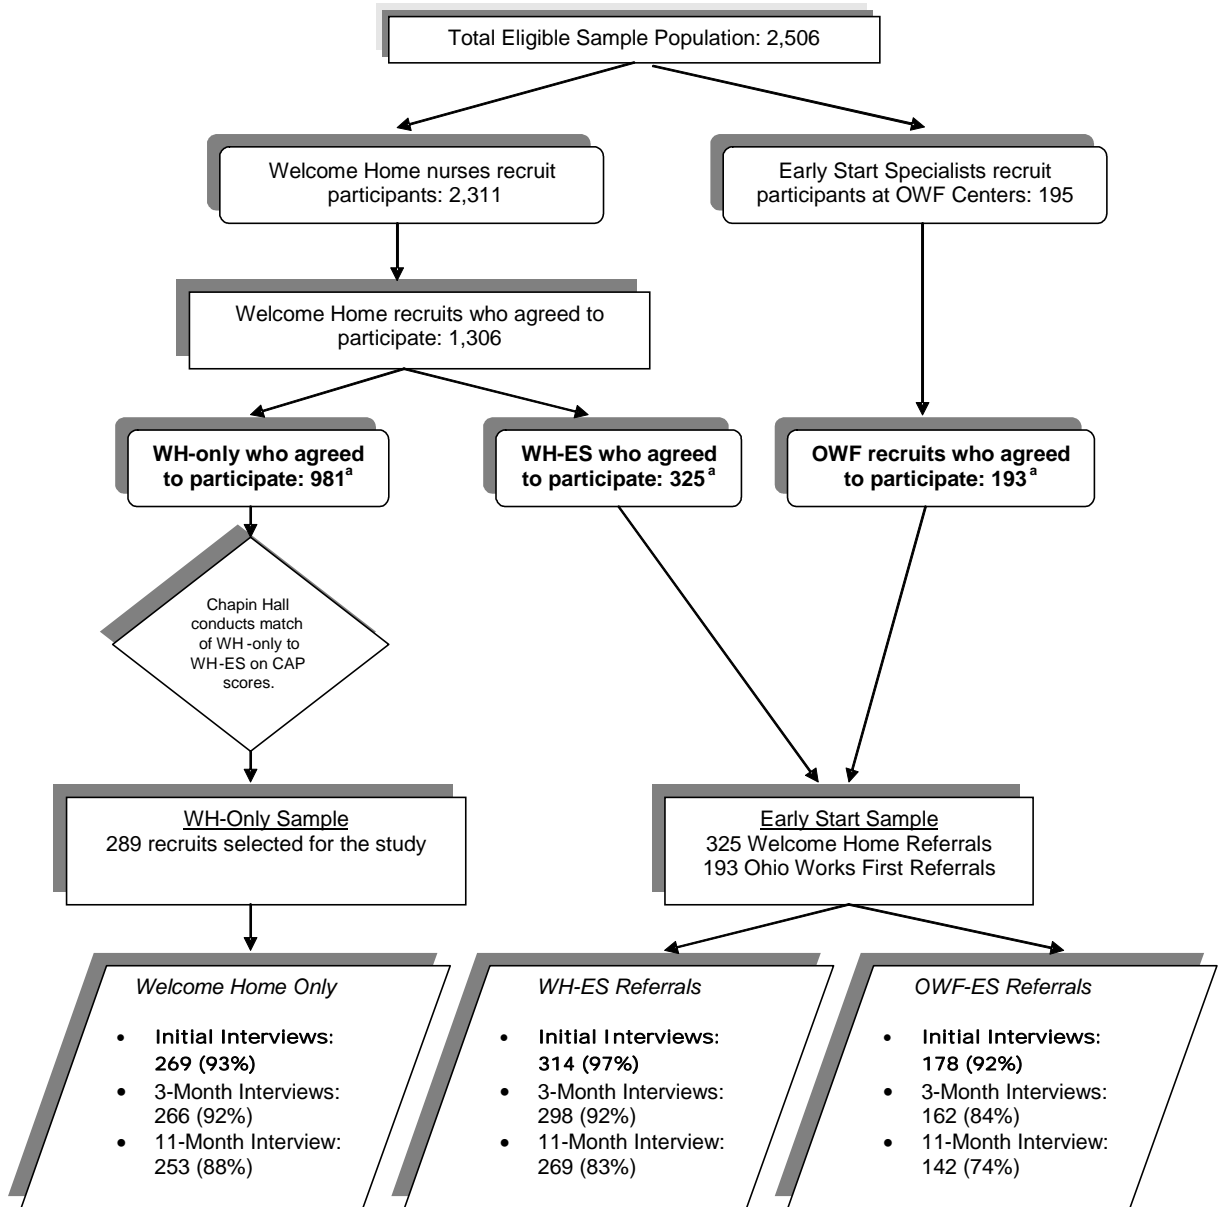 Total Eligible Sample Population: 2,506
Welcome Home nurses recruit
participants: 2,311
Early Start Specialists recruit
participants at OWF Centers: 195
Welcome Home recruits who agreed to
participate: 1,306
WH-only who agreed
to participate: 981a
WH-ES who agreed
to participate: 325a
OWF recruits who agreed
to participate: 193a
Chapin Hall
conducts match
of WH -only to
WH-ES on CAP
scores.
WH-Only Sample
289 recruits selected for the study
Early Start Sample
325 Welcome Home Referrals
193 Ohio Works First Referrals
Welcome Home Only
• Initial Interviews:
269 (93%)
• 3-Month Interviews:
266 (92%)
• 11-Month Interview:
253 (88%)
WH-ES Referrals
• Initial Interviews:
314 (97%)
• 3-Month Interviews:
298 (92%)
• 11-Month Interview:
269 (83%)
OWF-ES Referrals
• Initial Interviews:
178 (92%)
• 3-Month Interviews:
162 (84%)
• 11-Month Interview:
142 (74%)